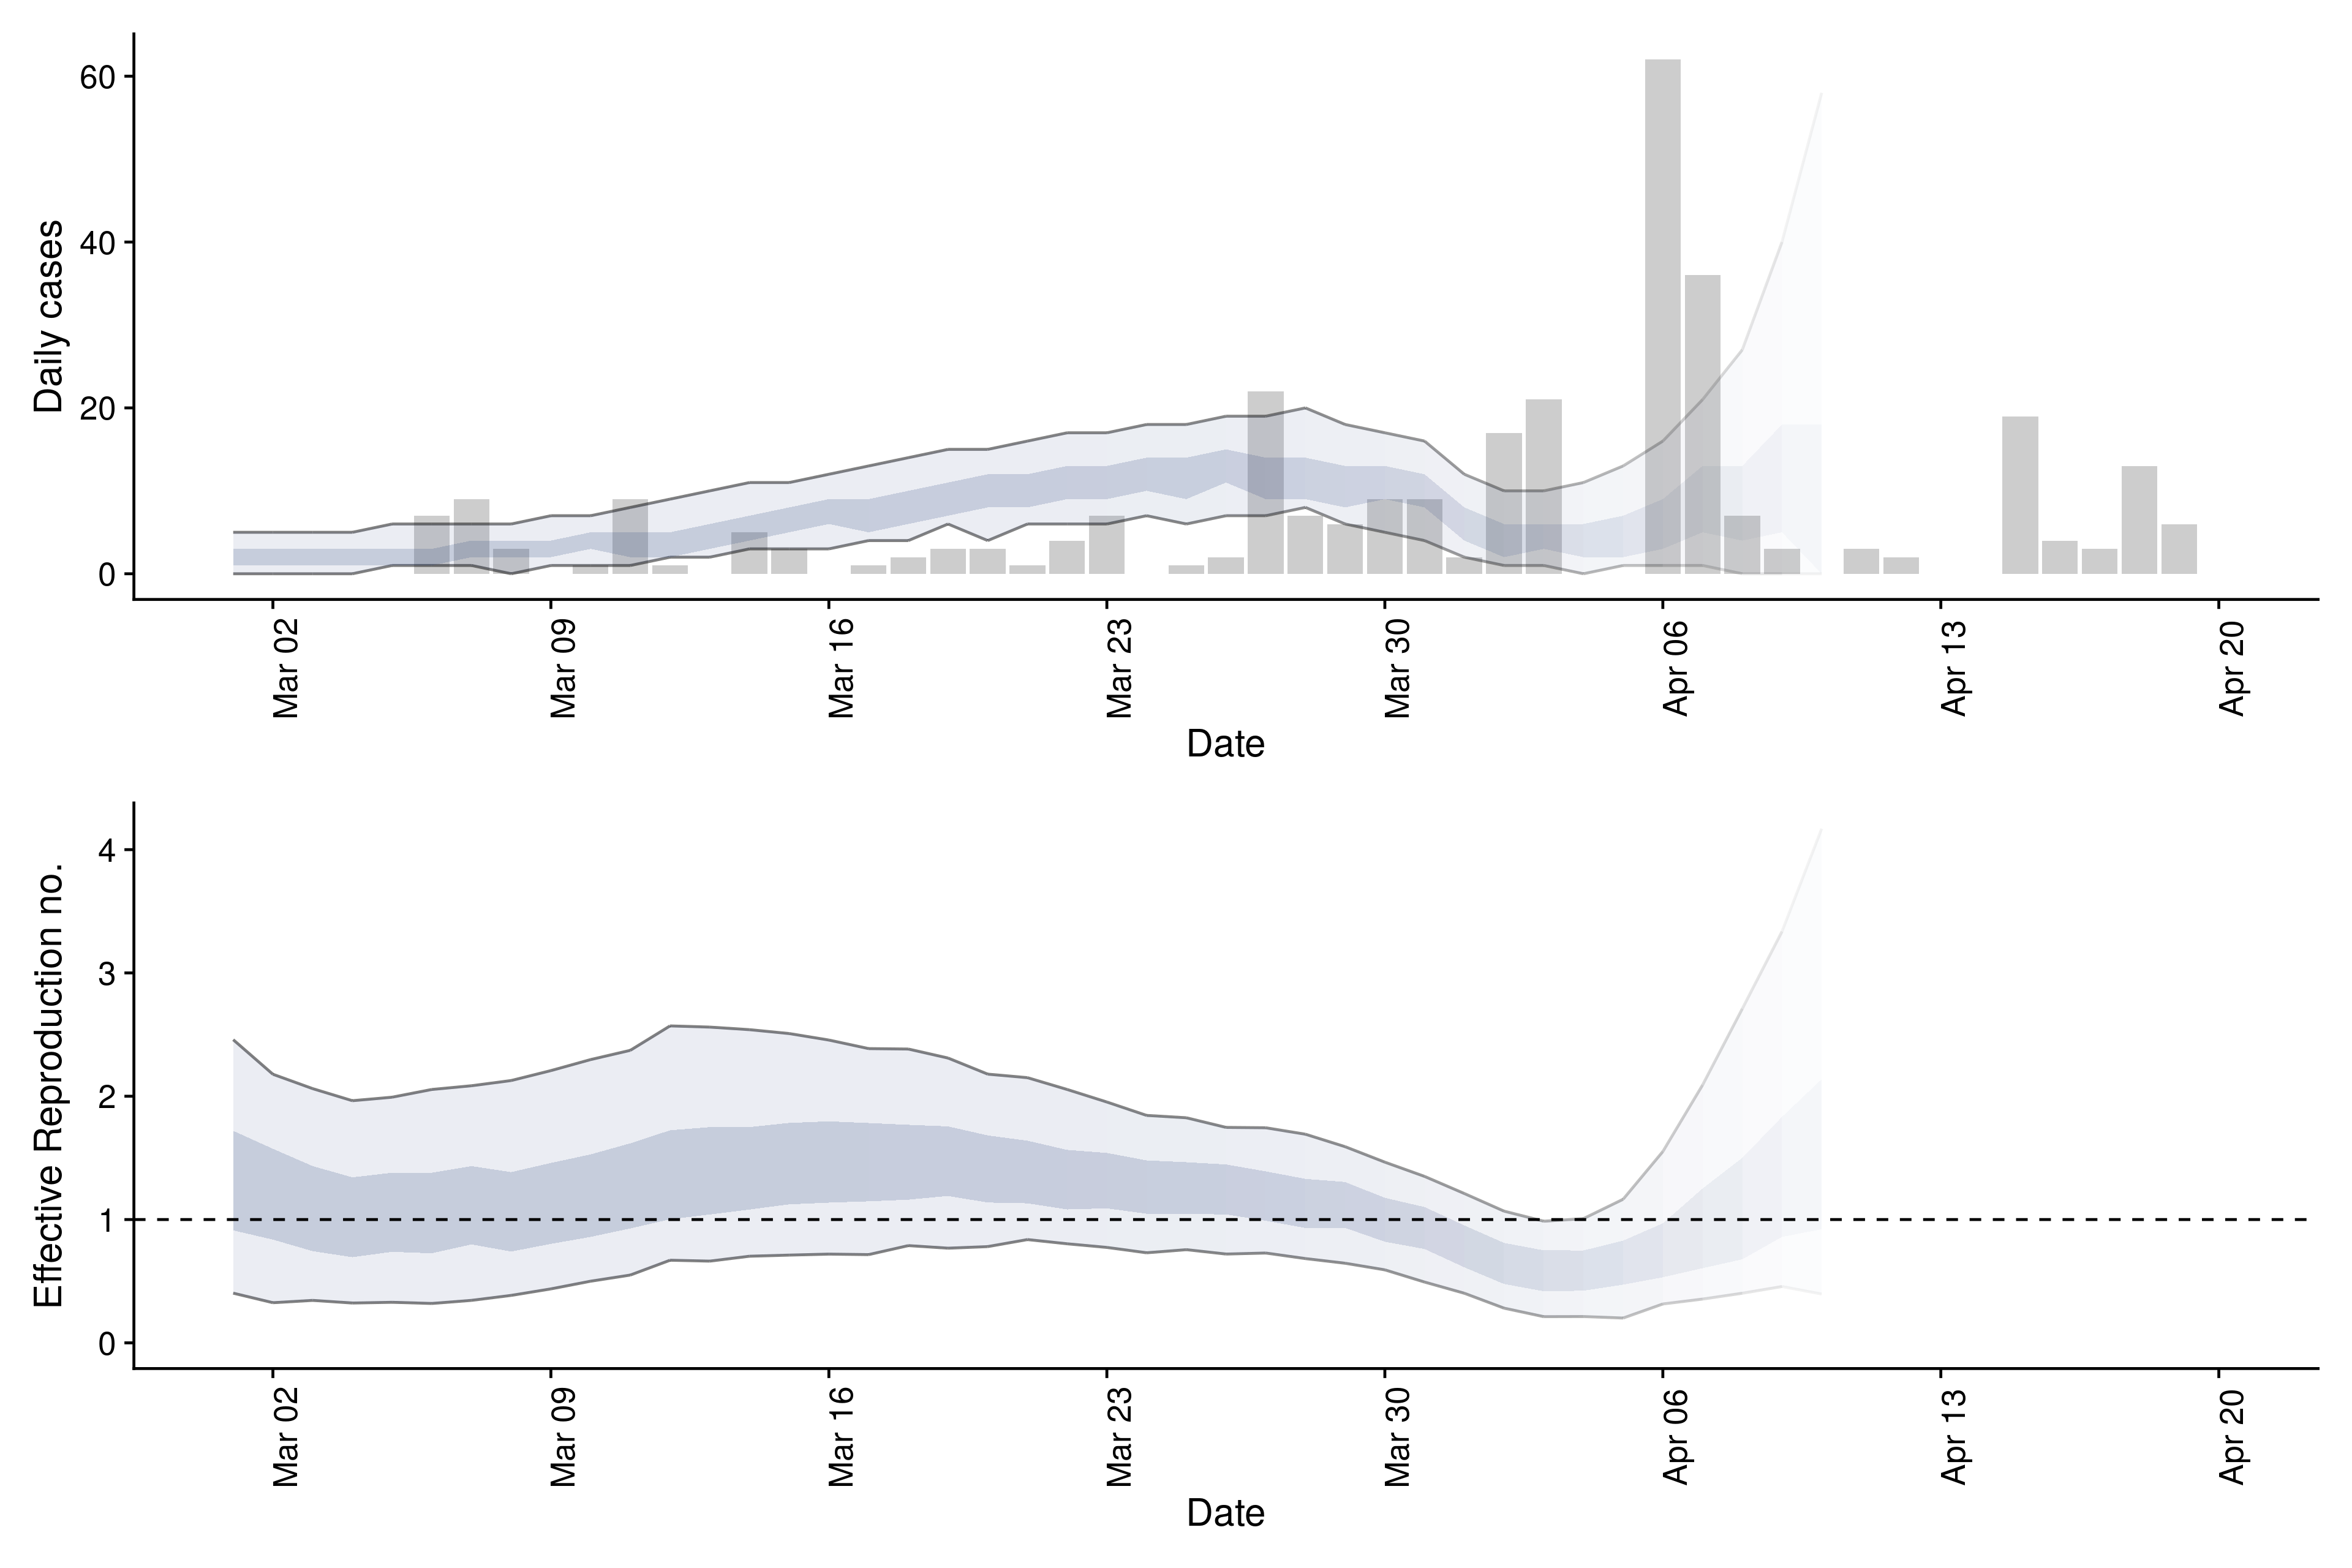 Daily cases
60
40
20
0
Mar 02
Mar 09
Mar 16
Mar 23
Mar 30
Apr 06
Apr 13
Apr 20
Date
Effective Reproduction no.
4
3
2
1
0
Mar 02
Mar 09
Mar 16
Mar 23
Mar 30
Apr 06
Apr 13
Apr 20
Date